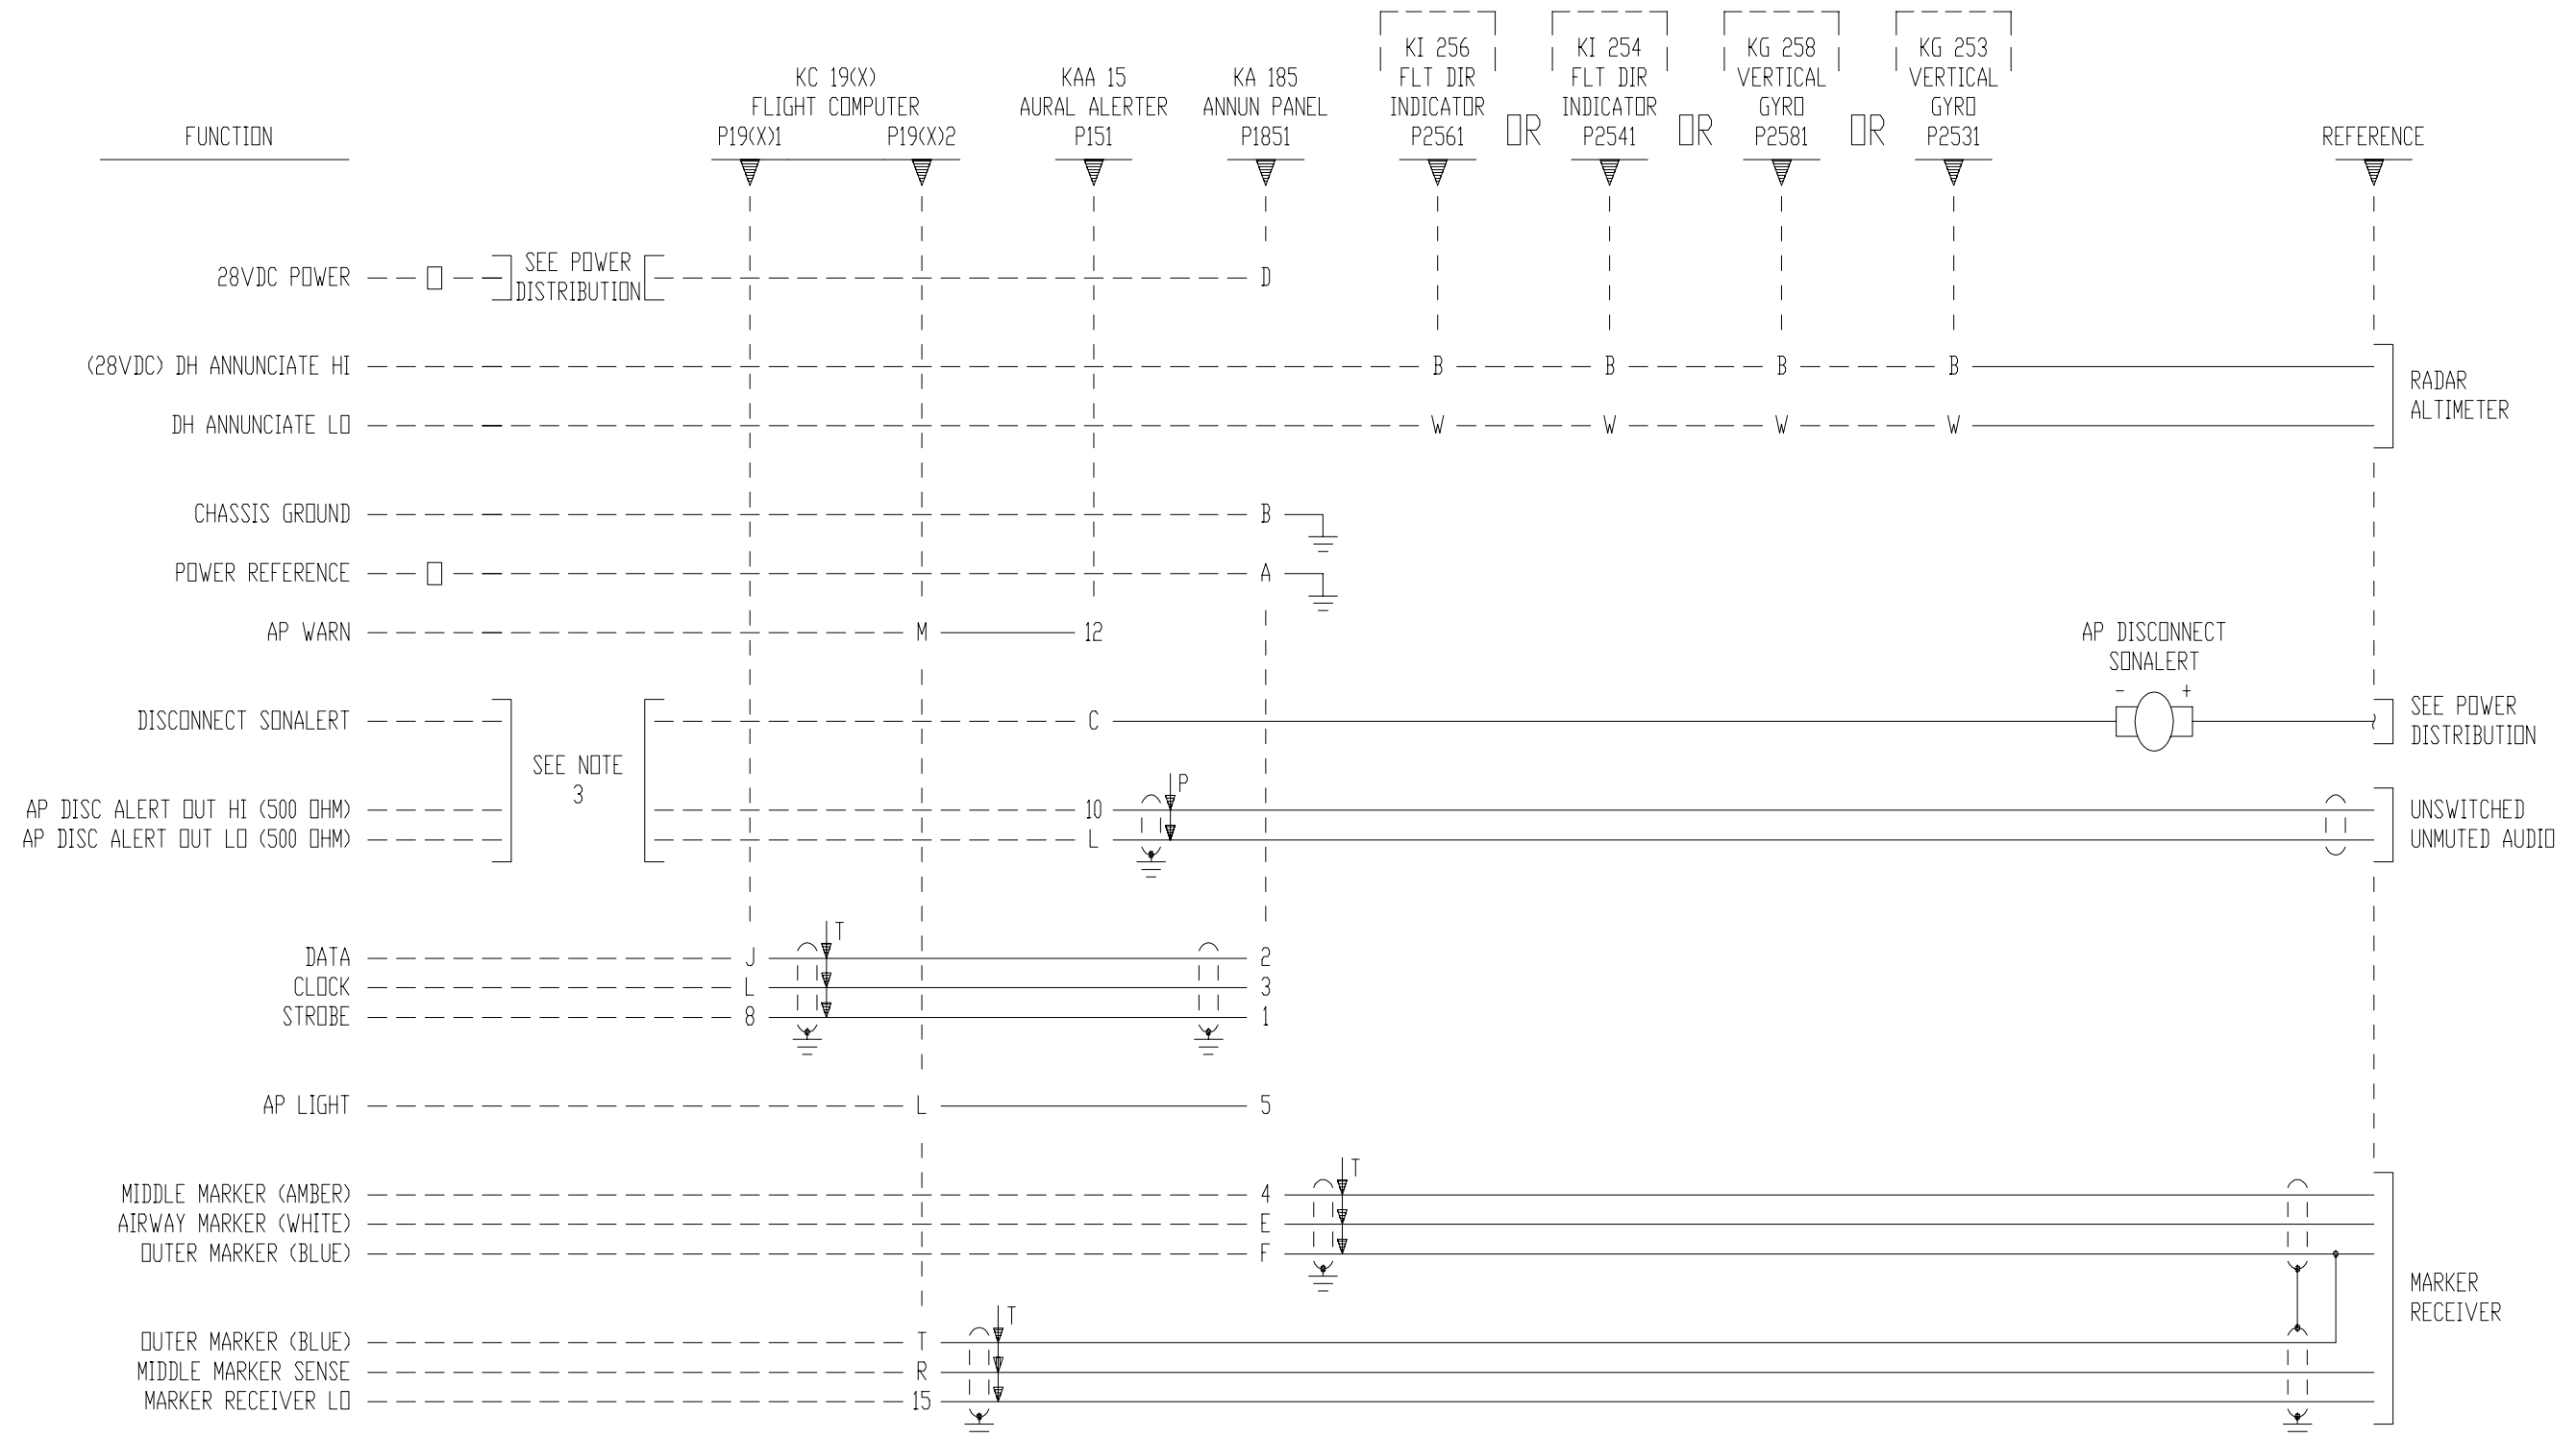 KI 256
FLT DIR
INDICATOR
P2561
OR
KI 254
FLT DIR
INDICATOR
P2541
OR
KG 258
VERTICAL
GYRO
P2581
OR
KG 253
VERTICAL
GYRO
P2531
KC 19(X)
FLIGHT COMPUTER
P19(X)1
P19(X)2
KAA 15
AURAL ALERTER
P151
KA 185
ANNUN PANEL
P1851
FUNCTION
REFERENCE
28VDC POWER
SEE POWER
DISTRIBUTION
D
(28VDC) DH ANNUNCIATE HI
B B B B
DH ANNUNCIATE LO
W W W W
RADAR
ALTIMETER
CHASSIS GROUND
B
POWER REFERENCE
A
AP WARN
M 12
AP DISCONNECT
SONALERT
- +
DISCONNECT SONALERT
C
SEE POWER
DISTRIBUTION
SEE NOTE
3
P
AP DISC ALERT OUT HI (500 OHM)
10
AP DISC ALERT OUT LO (500 OHM)
L
UNSWITCHED
UNMUTED AUDIO
T
DATA
J 2
CLOCK
L 3
STROBE
8 1
AP LIGHT
L 5
T
MIDDLE MARKER (AMBER)
4
AIRWAY MARKER (WHITE)
E
OUTER MARKER (BLUE)
F
MARKER
RECEIVER
T
OUTER MARKER (BLUE)
T
MIDDLE MARKER SENSE
R
MARKER RECEIVER LO
15